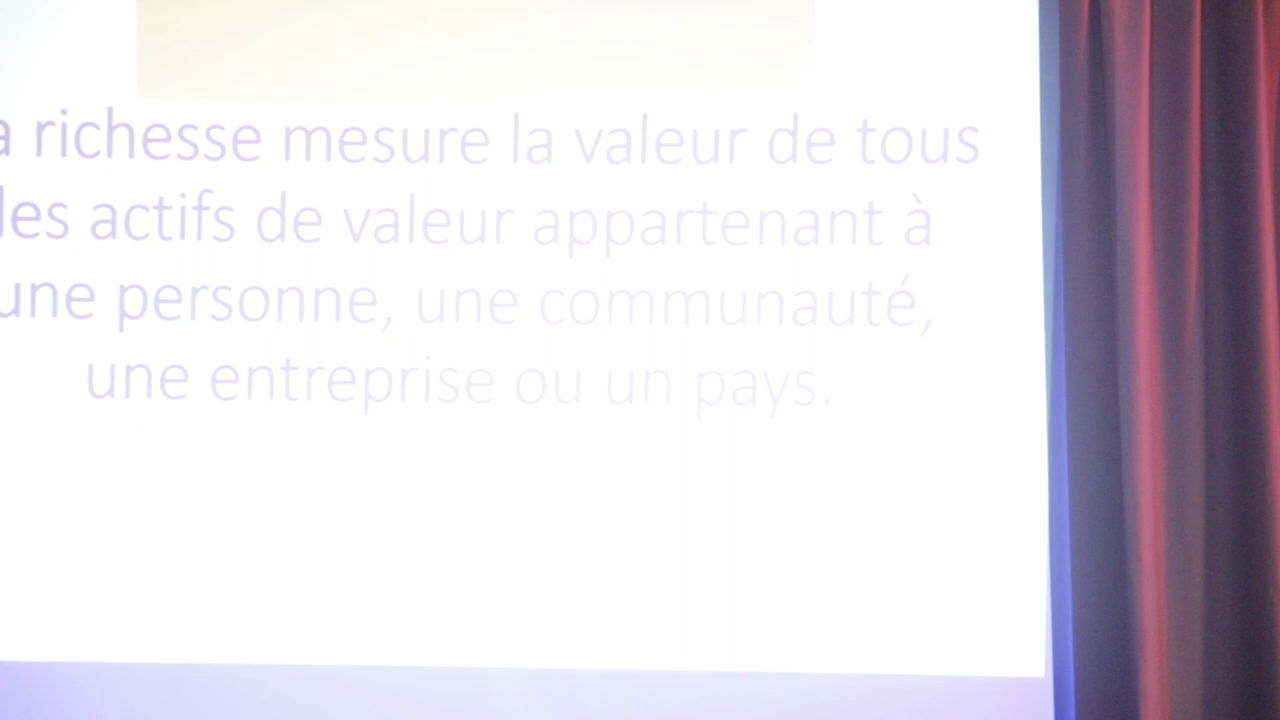 a richesse mesure la valeur de tous
les actifs de valeur appartenant à
une personne, une communauté,
une entreprise ou un pays.